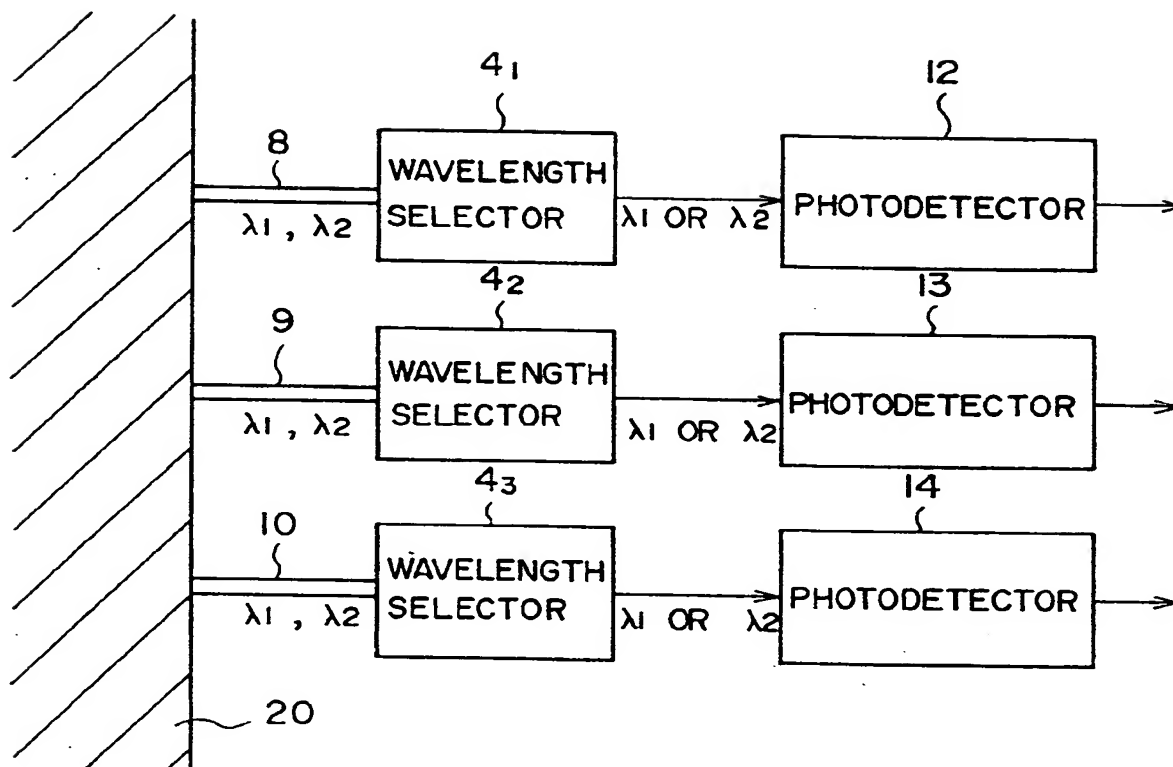 4₁
12
8
WAVELENGTH
SELECTOR
λ1 , λ2
λ1 OR λ2
PHOTODETECTOR
4₂
13
9
WAVELENGTH
SELECTOR
λ1 , λ2
λ1 OR λ2
PHOTODETECTOR
4₃
14
10
WAVELENGTH
SELECTOR
λ1 , λ2
λ1 OR λ2
PHOTODETECTOR
20